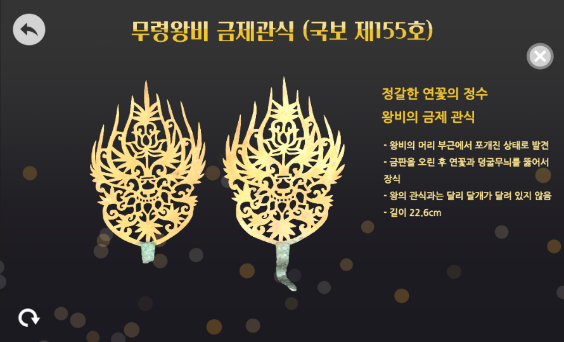 무령왕비 금제관식 (국보 제155호)
정갈한 연꽃의 정수
왕비의 금제 관식
- 왕비의 머리 부근에서 포개진 상태로 발견
- 금판을 오린 후 연꽃과 덩굴무늬를 뚫어서
장식
- 왕의 관식과는 달리 달개가 달려 있지 않음
- 길이 22.6cm